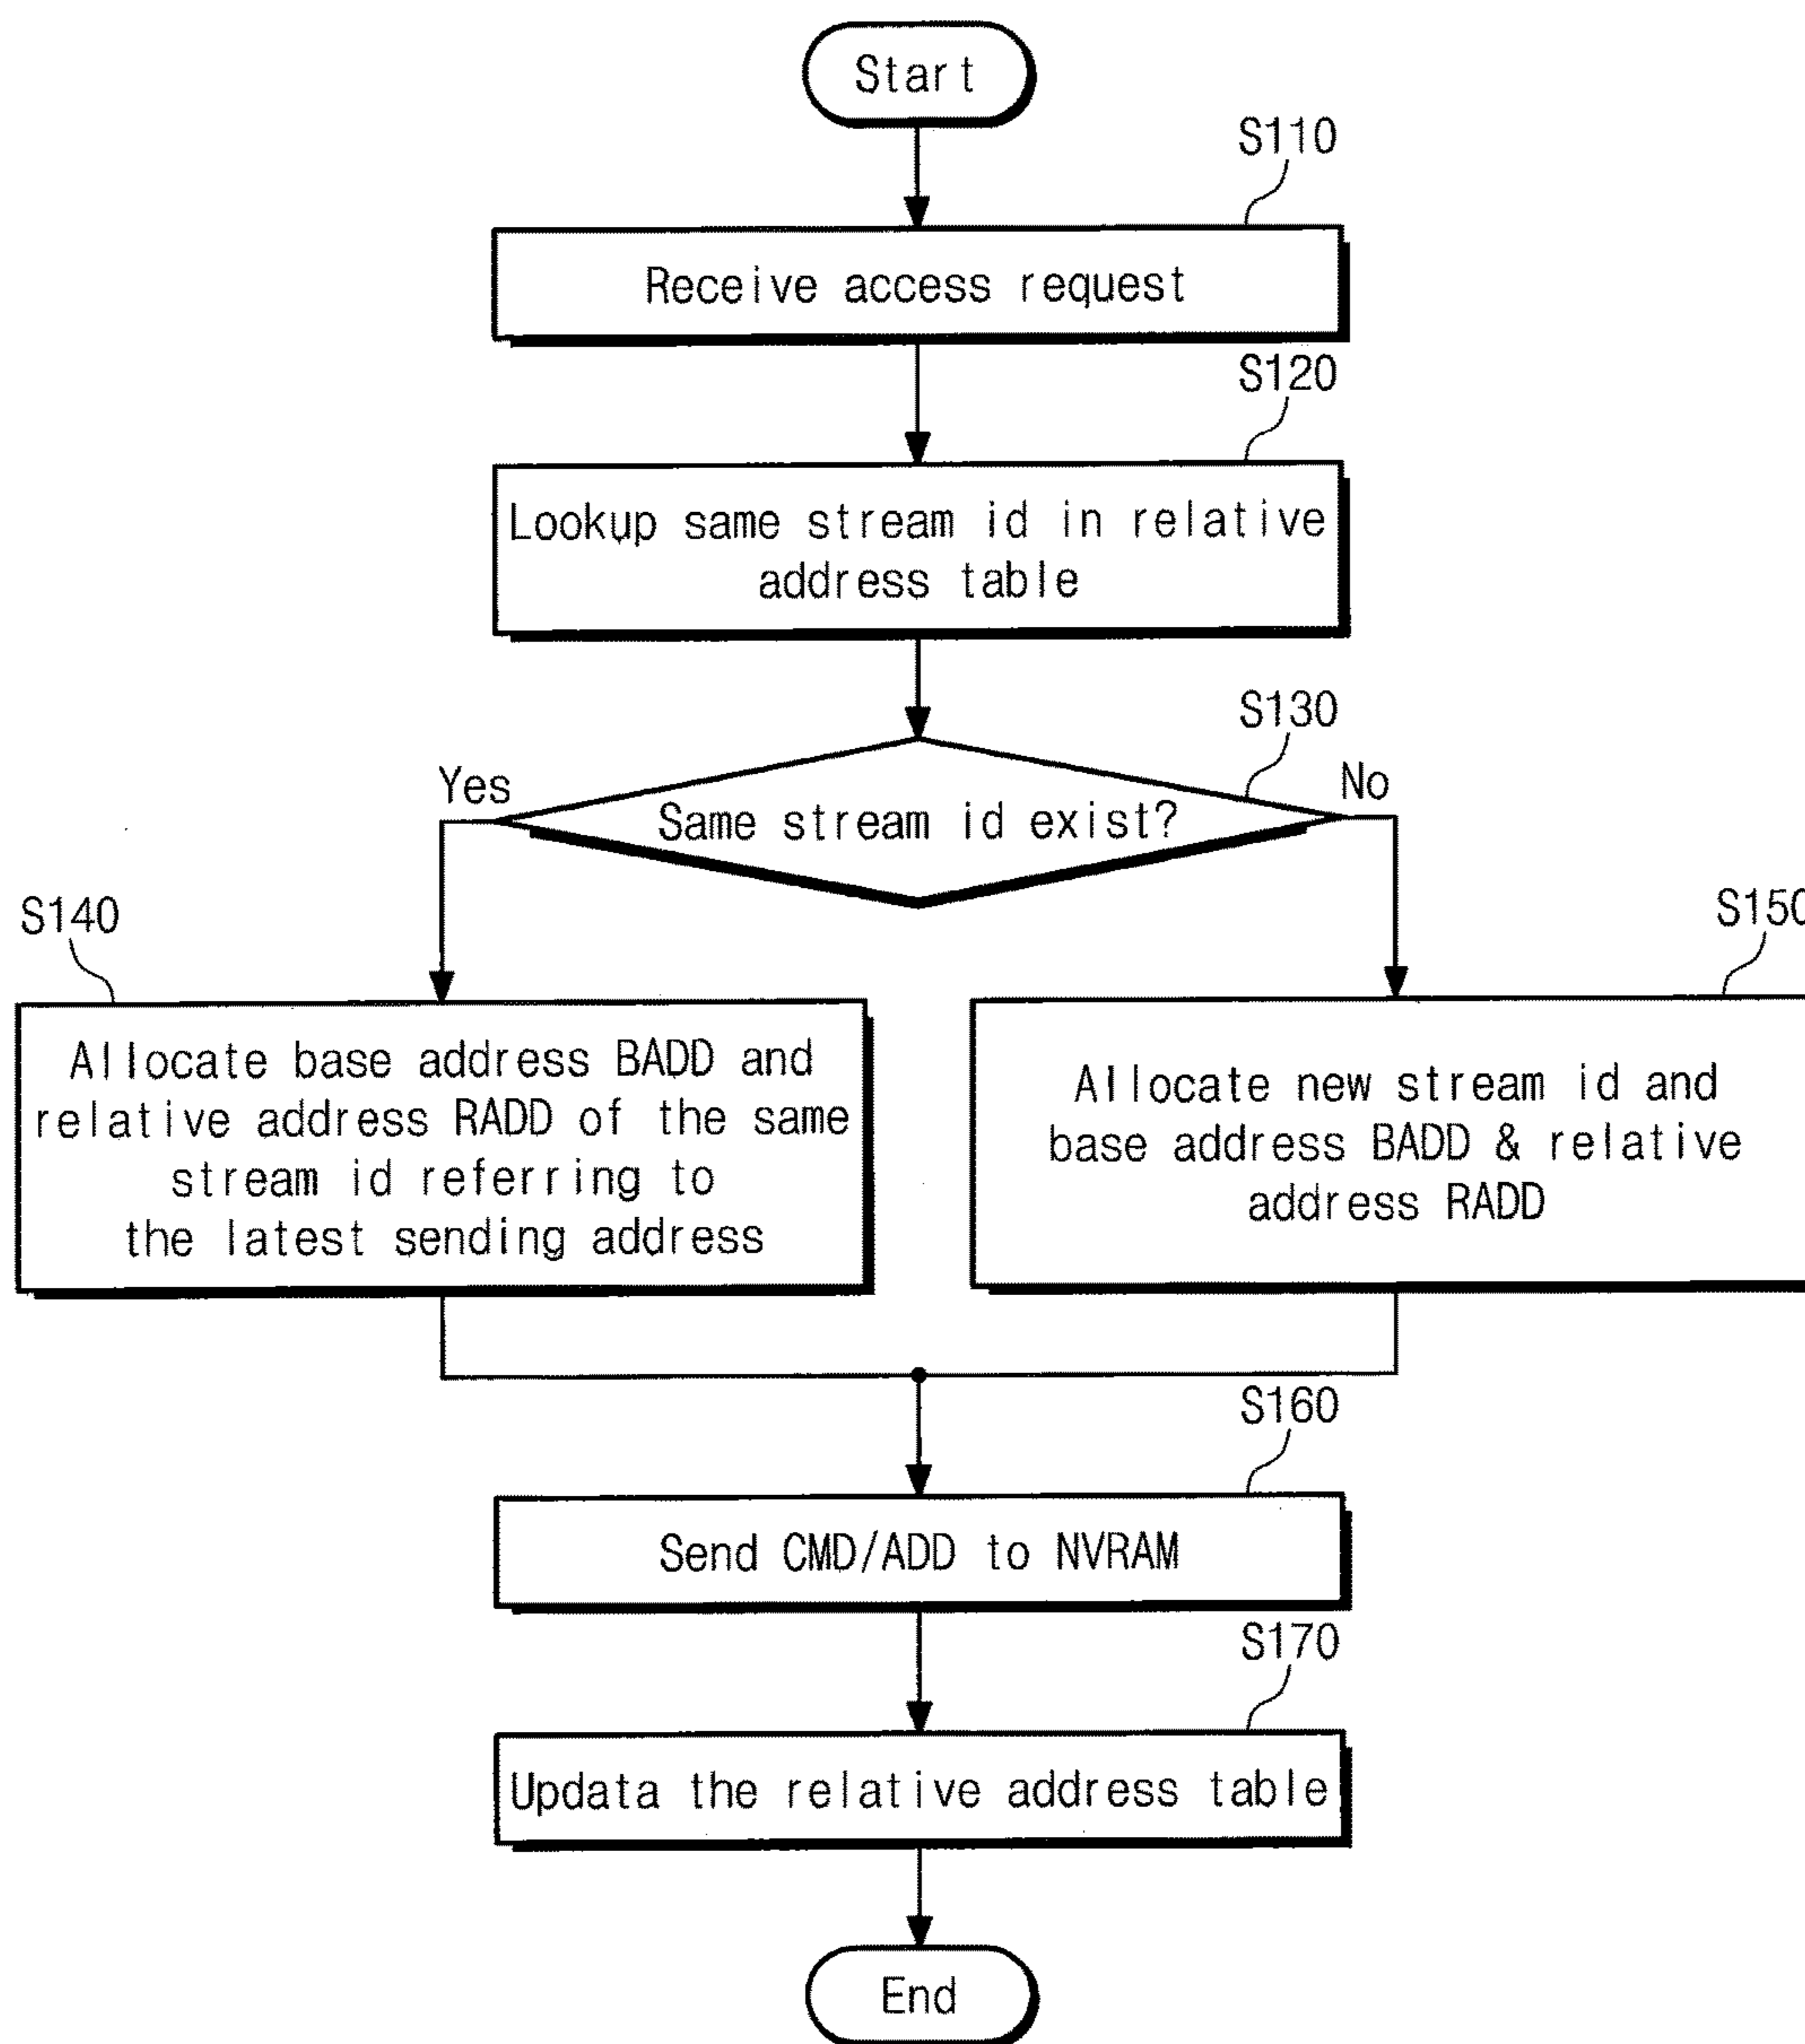 Start
S110
Receive access request
S120
Lookup same stream id in relative
address table
S130
Yes
No
Same stream id exist?
S140
S150
Allocate base address BADD and
relative address RADD of the same
stream id referring to
the latest sending address
Allocate new stream id and
base address BADD & relative
address RADD
S160
Send CMD/ADD to NVRAM
S170
Updata the relative address table
End